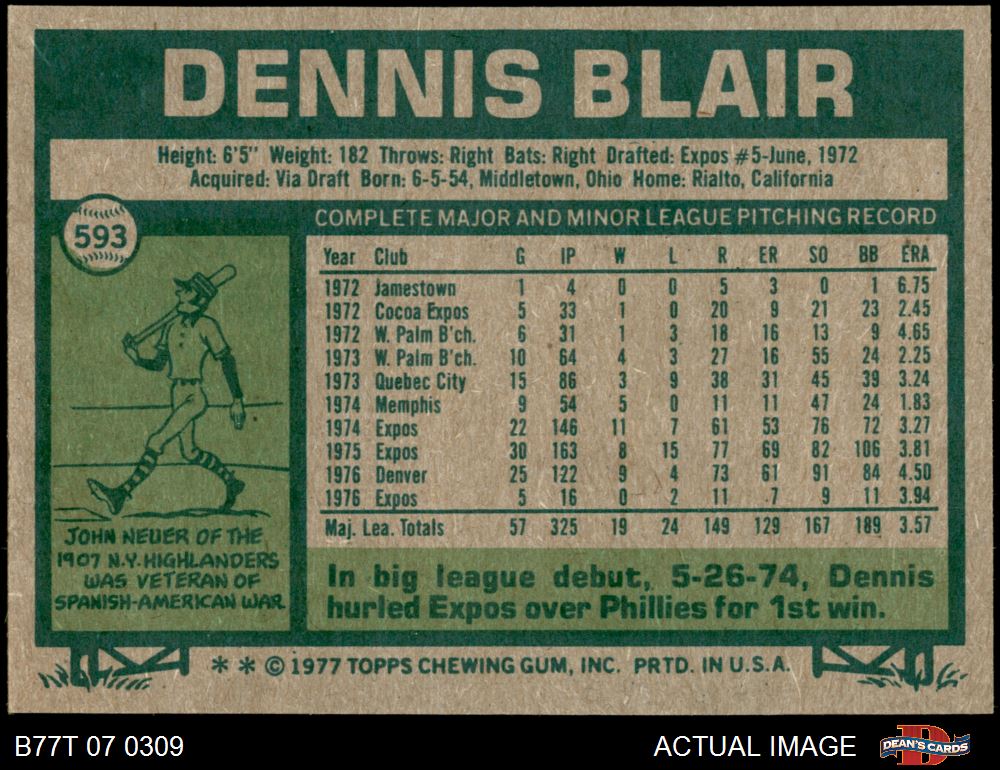 DENNIS BLAIR
Height: 6'5" Weight: 182 Throws: Right Bats: Right Drafted: Expos #5-June, 1972
Acquired: Via Draft Born: 6-5-54, Middletown, Ohio Home: Rialto, California
593
COMPLETE MAJOR AND MINOR LEAGUE PITCHING RECORD
Year Club G IP W L R ER SO BB ERA
1972 Jamestown 1 4 0 0 5 3 0 1 6.75
1972 Cocoa Expos 5 33 1 0 20 9 21 23 2.45
1972 W. Palm B'ch. 6 31 1 3 18 16 13 9 4.65
1973 W. Palm B'ch. 10 64 4 3 27 16 55 24 2.25
1973 Quebec City 15 86 3 9 38 31 45 39 3.24
1974 Memphis 9 54 5 0 11 11 47 24 1.83
1974 Expos 22 146 11 7 61 53 76 72 3.27
1975 Expos 30 163 8 15 77 69 82 106 3.81
1976 Denver 25 122 9 4 73 61 91 84 4.50
1976 Expos 5 16 0 2 11 7 9 11 3.94
Maj. Lea. Totals 57 325 19 24 149 129 167 189 3.57
JOHN NEUER OF THE
1907 N.Y. HIGHLANDERS
WAS VETERAN OF
SPANISH-AMERICAN WAR
In big league debut, 5-26-74, Dennis
hurled Expos over Phillies for 1st win.
* * © 1977 TOPPS CHEWING GUM, INC. PRTD. IN U.S.A.
B77T 07 0309
ACTUAL IMAGE
D
DEAN'S CARDS